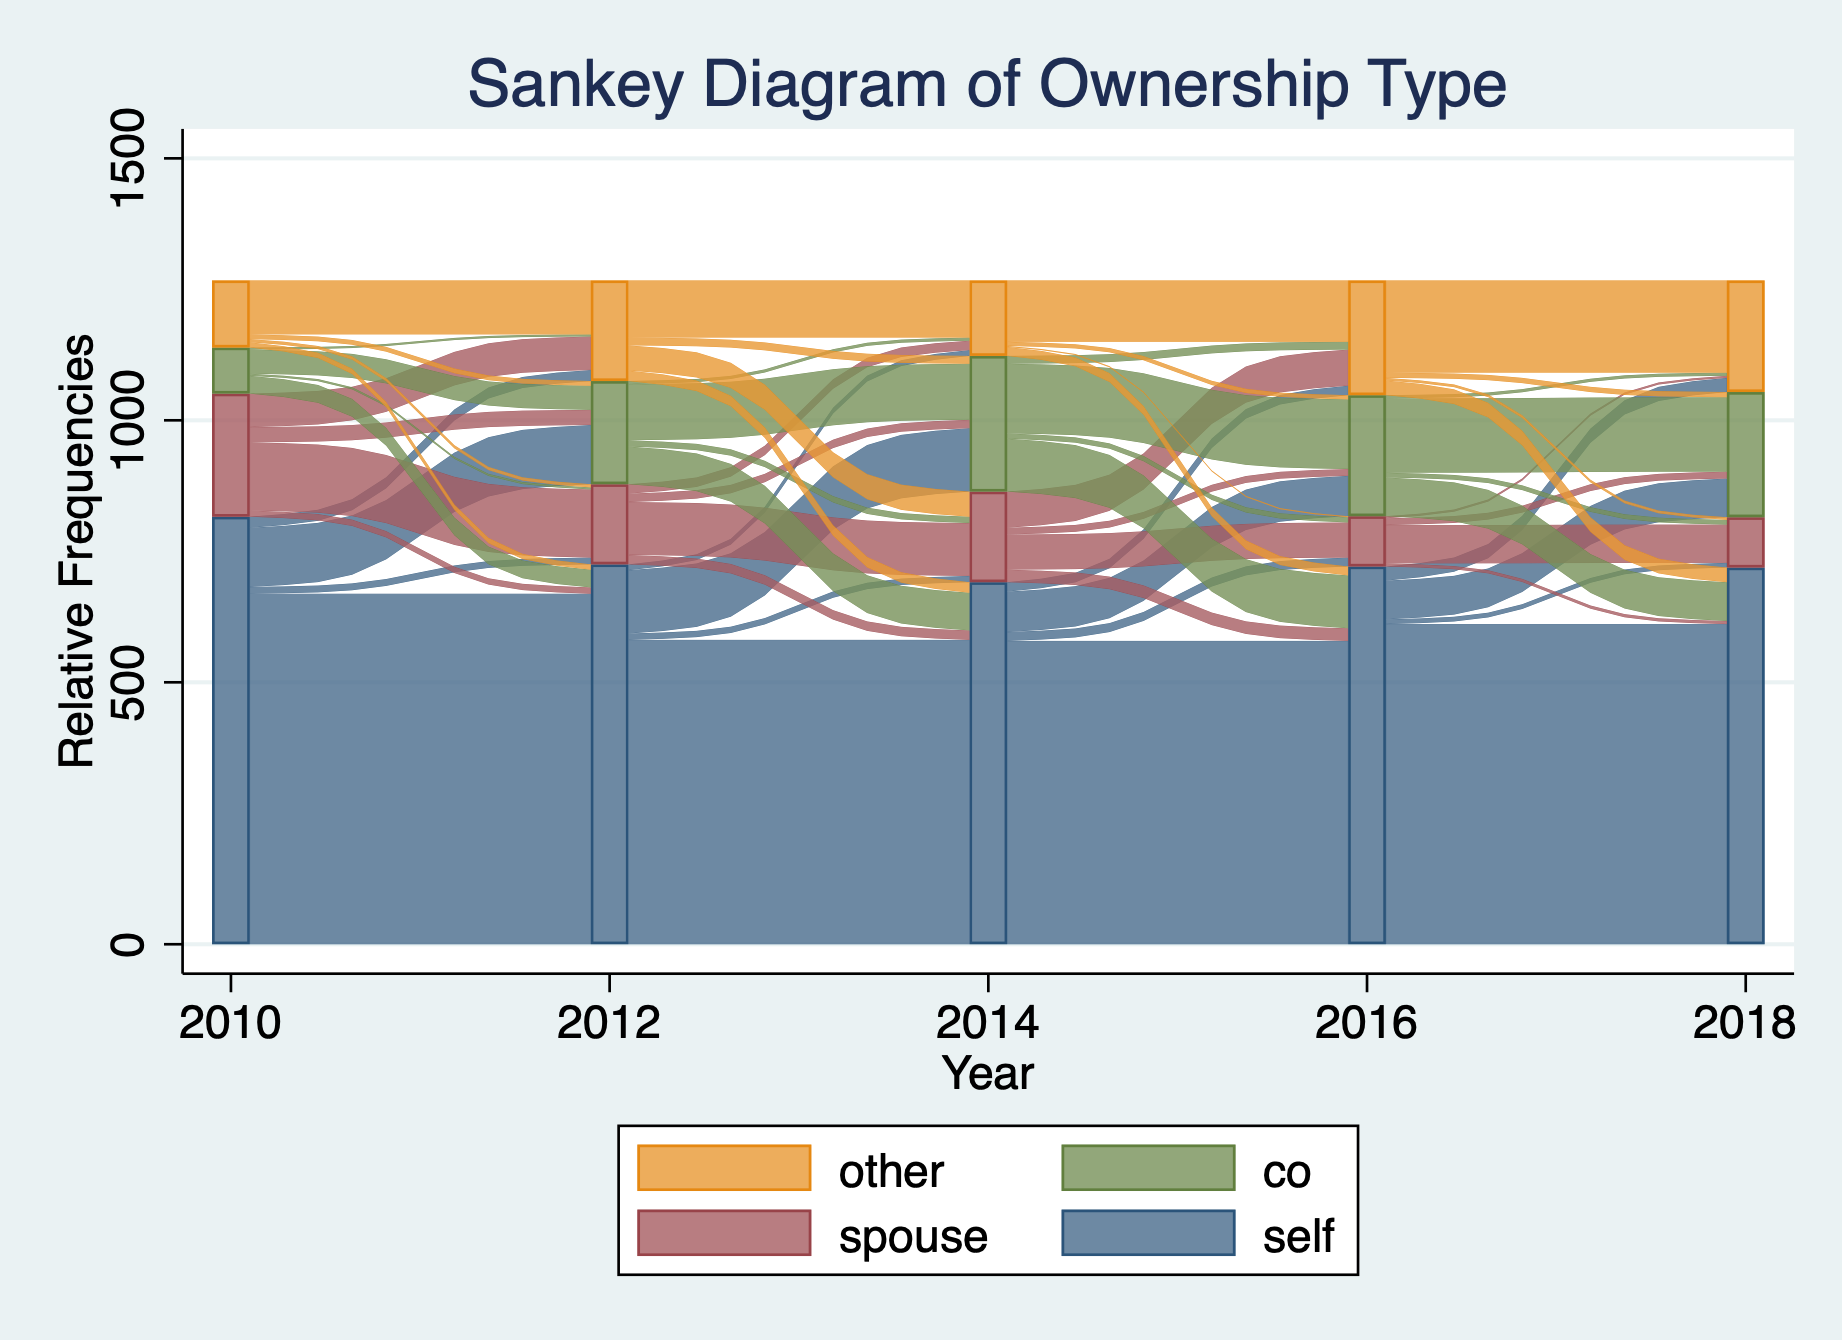 Sankey Diagram of Ownership Type
Relative Frequencies
1500
1000
500
0
2010 2012 2014 2016 2018
Year
other co
spouse self